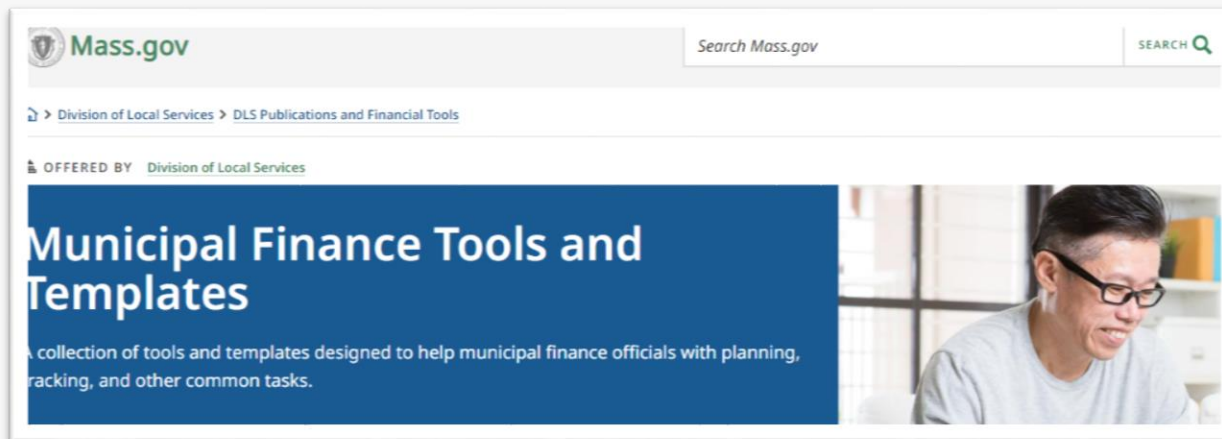 Mass.gov
Search Mass.gov
SEARCH
> Division of Local Services > DLS Publications and Financial Tools
OFFERED BY Division of Local Services
Municipal Finance Tools and
Templates
A collection of tools and templates designed to help municipal finance officials with planning,
tracking, and other common tasks.